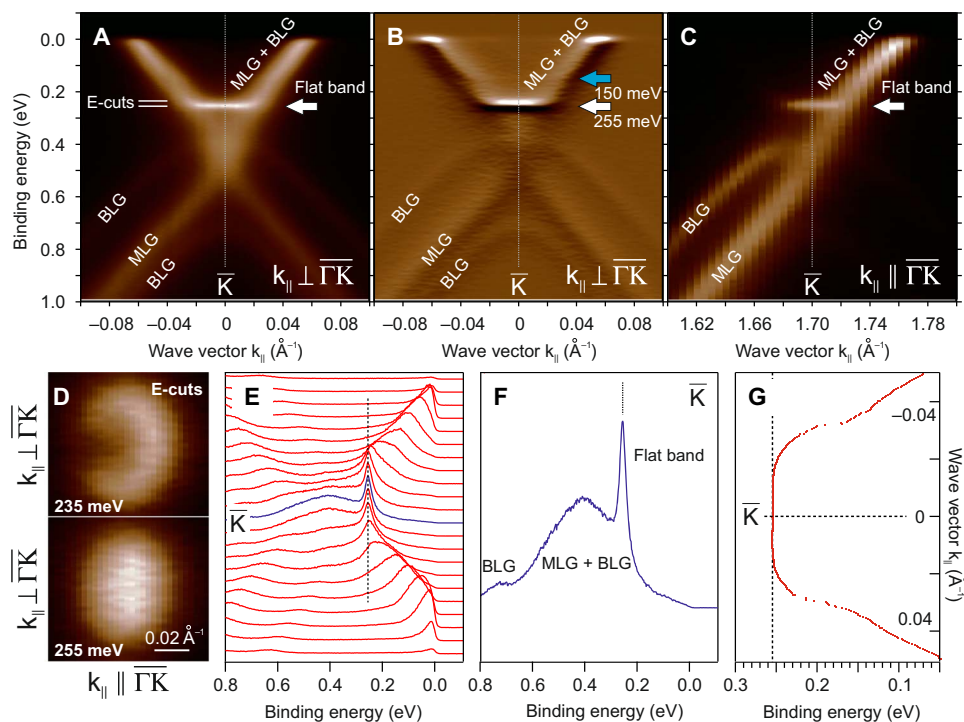 A
MLG + BLG
Flat band
E-cuts
BLG
MLG
BLG
K
k|| ⊥ ΓK
Binding energy (eV)
0.0
0.2
0.4
0.6
0.8
1.0
−0.08 −0.04 0 0.04 0.08
Wave vector k|| (Å⁻¹)
B
MLG + BLG
150 meV
255 meV
BLG
MLG
BLG
K
k|| ⊥ ΓK
−0.08 −0.04 0 0.04 0.08
Wave vector k|| (Å⁻¹)
C
MLG + BLG
Flat band
BLG
MLG
K
k|| || ΓK
1.62 1.70 1.78
Wave vector k|| (Å⁻¹)
D
E-cuts
235 meV
255 meV
0.02 Å⁻¹
k|| ⊥ ΓK
k|| ⊥ ΓK
k|| || ΓK
E
K
0.8 0.6 0.4 0.2 0.0
Binding energy (eV)
F
K
Flat band
BLG
MLG + BLG
0.8 0.6 0.4 0.2 0.0
Binding energy (eV)
G
K
−0.04
0
0.04
Wave vector k|| (Å⁻¹)
0.3 0.2 0.1
Binding energy (eV)